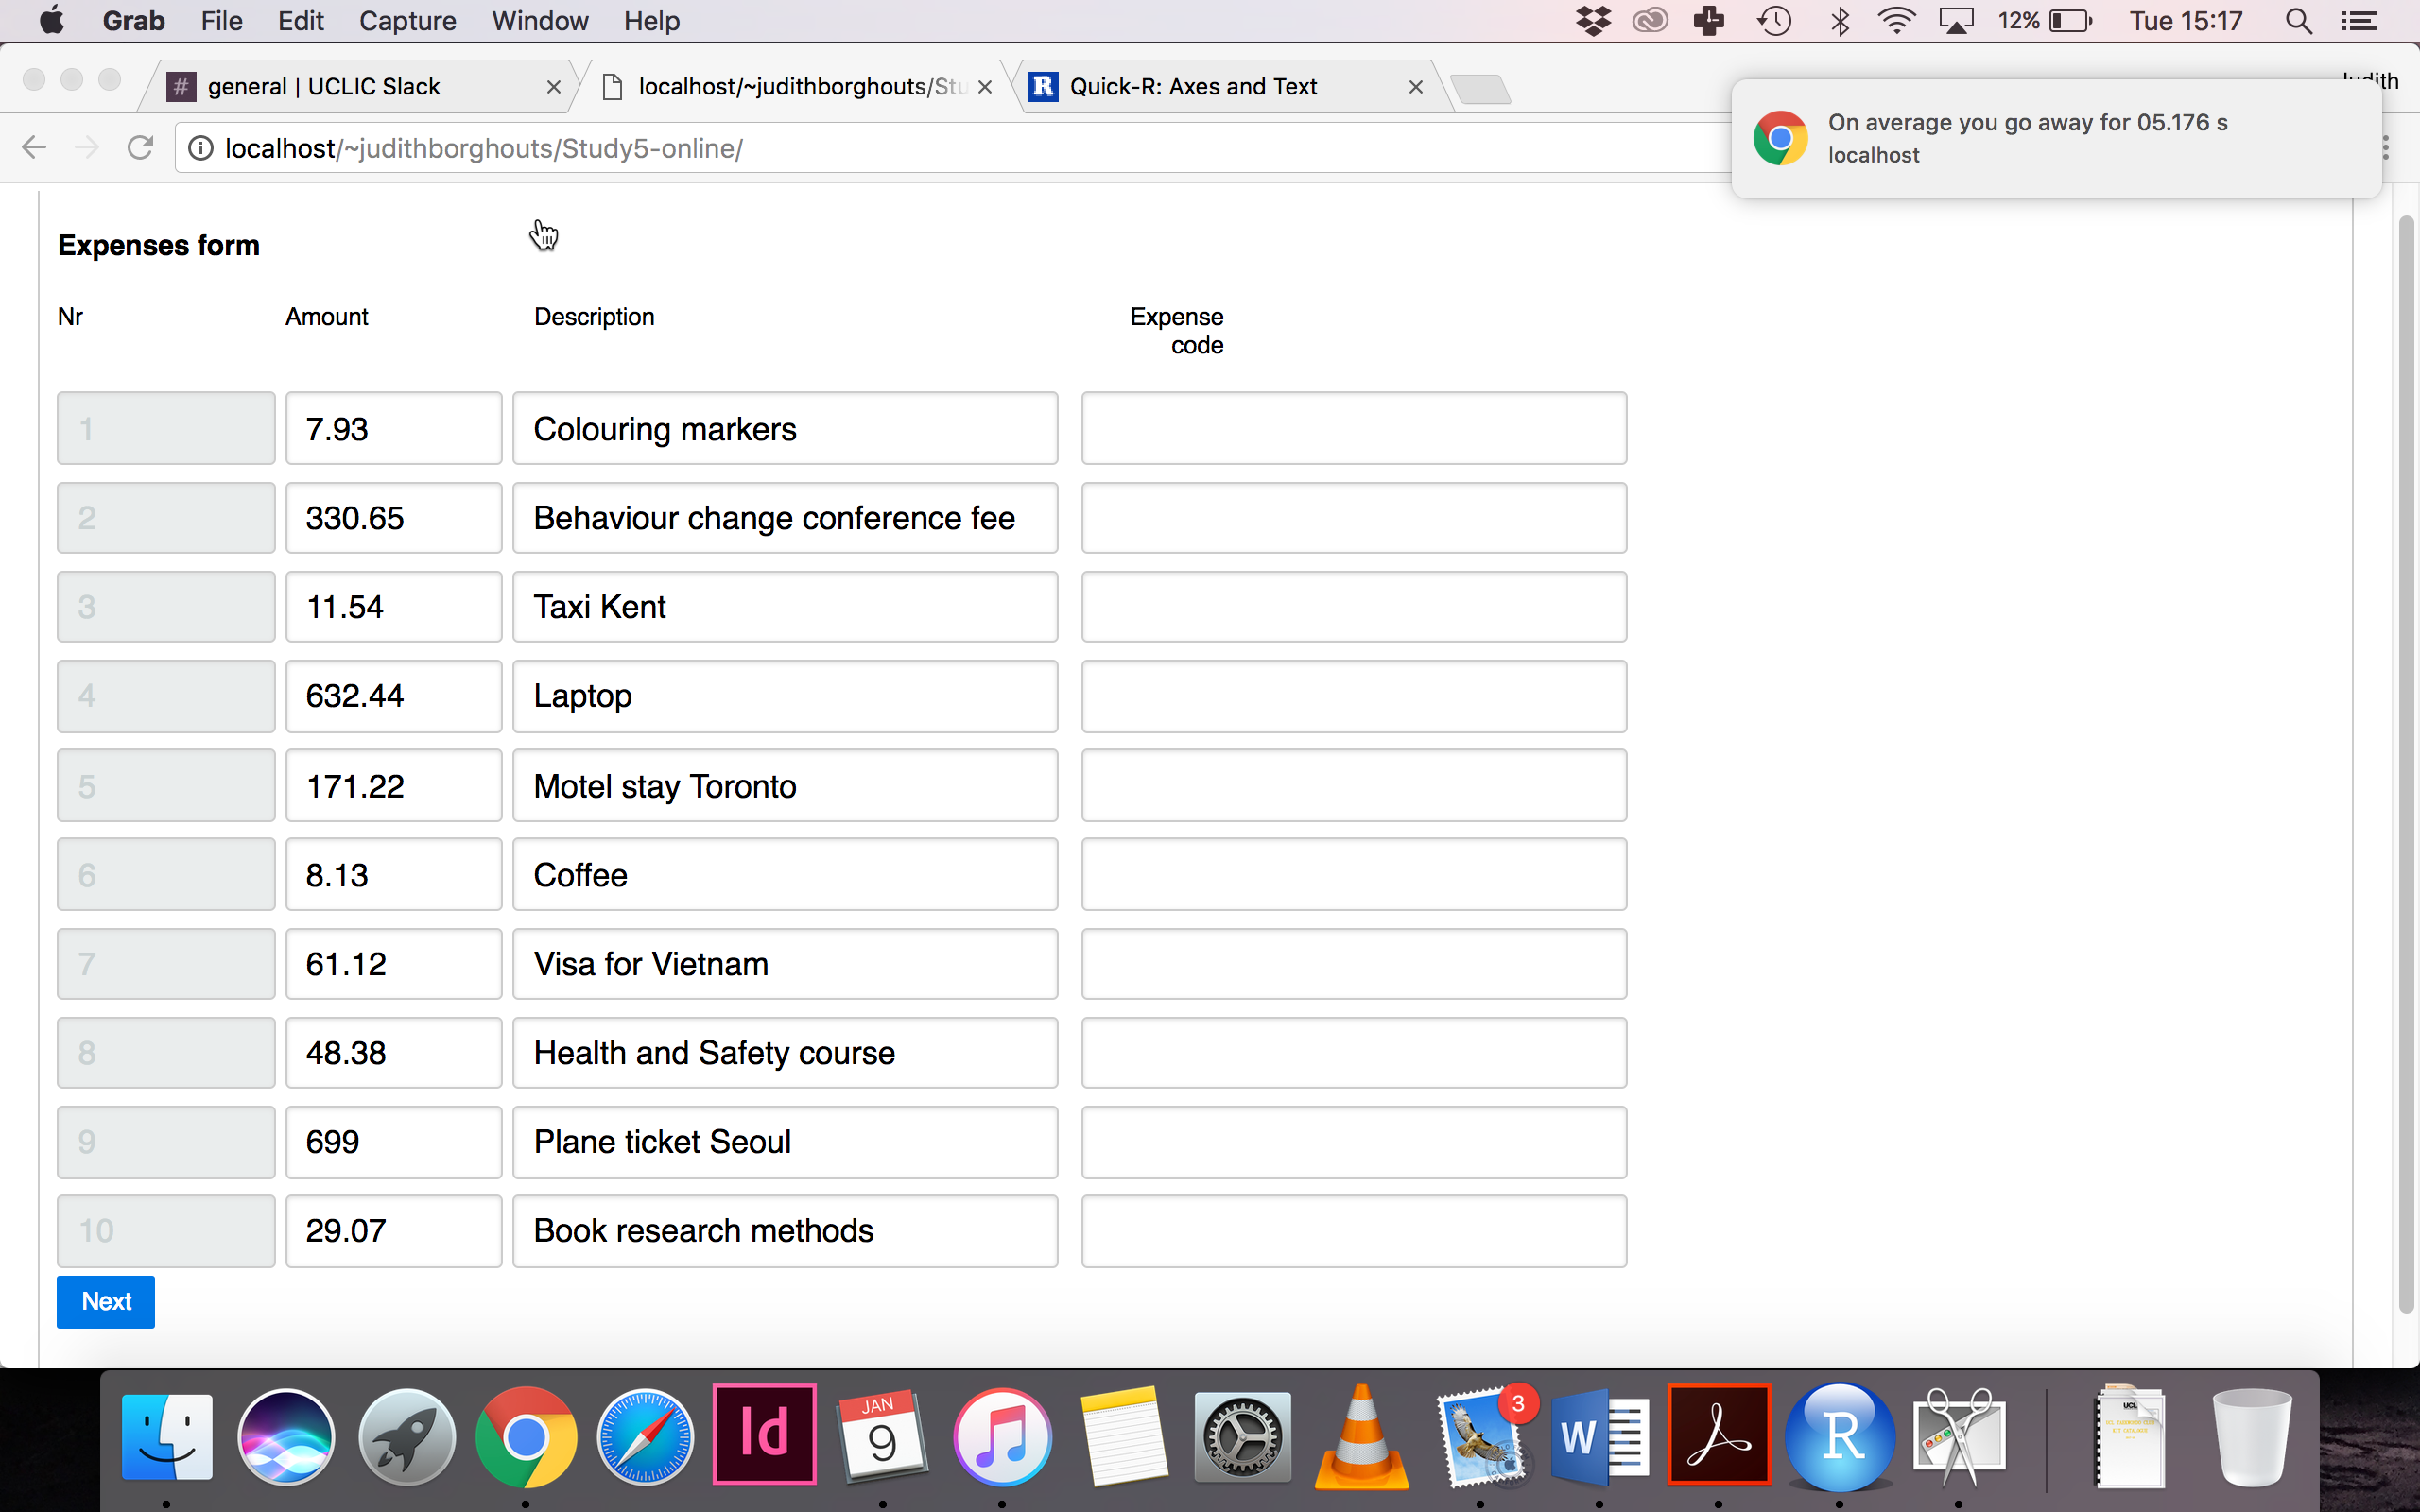 Grab File Edit Capture Window Help 12% Tue 15:17
# general | UCLIC Slack localhost/~judithborghouts/Stu R Quick-R: Axes and Text
localhost/~judithborghouts/Study5-online/
On average you go away for 05.176 s
localhost
Expenses form
Nr Amount Description Expense
code
1 7.93 Colouring markers
2 330.65 Behaviour change conference fee
3 11.54 Taxi Kent
4 632.44 Laptop
5 171.22 Motel stay Toronto
6 8.13 Coffee
7 61.12 Visa for Vietnam
8 48.38 Health and Safety course
9 699 Plane ticket Seoul
10 29.07 Book research methods
Next
Id JAN 9 3 W R UCL